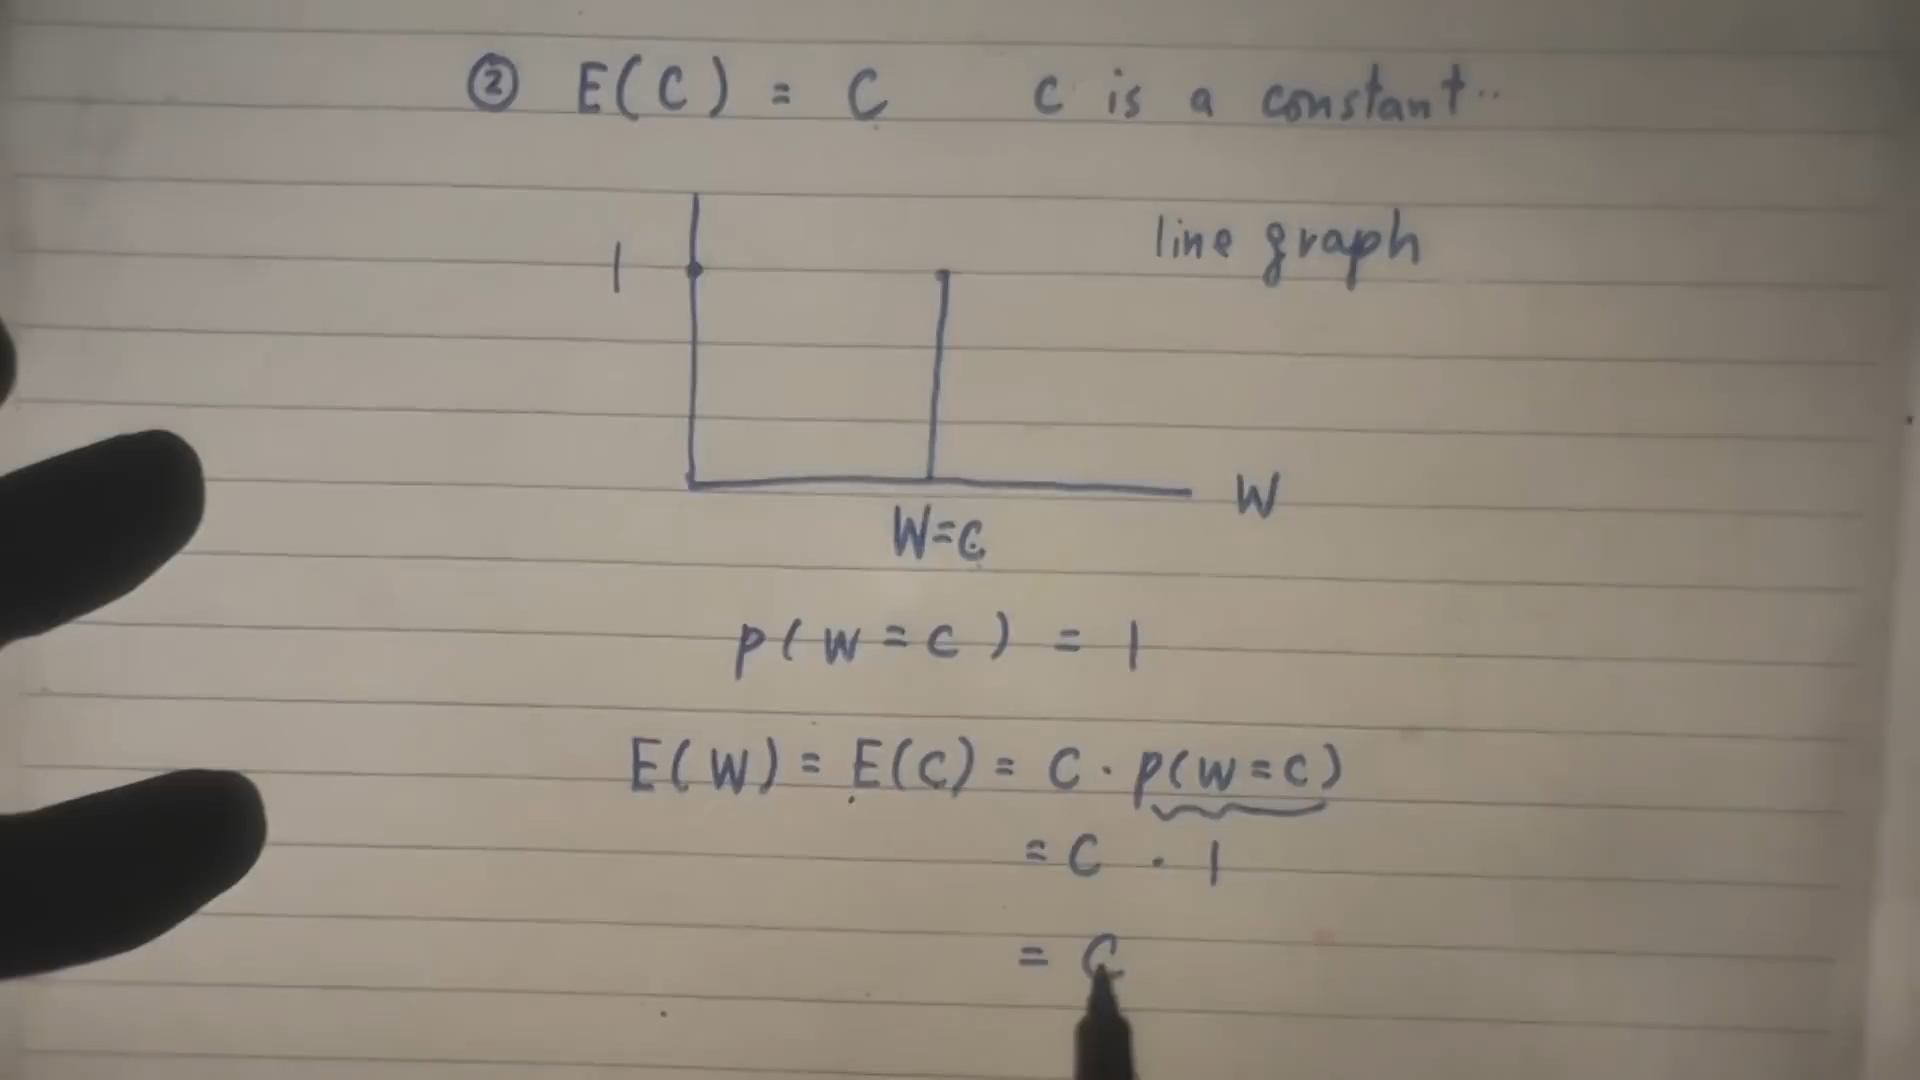 ② E(C) = C c is a constant..
1 line graph
W
W=c
p(w=c) = 1
E(W) = E(C) = C · p(w=c)
= C · 1
= C